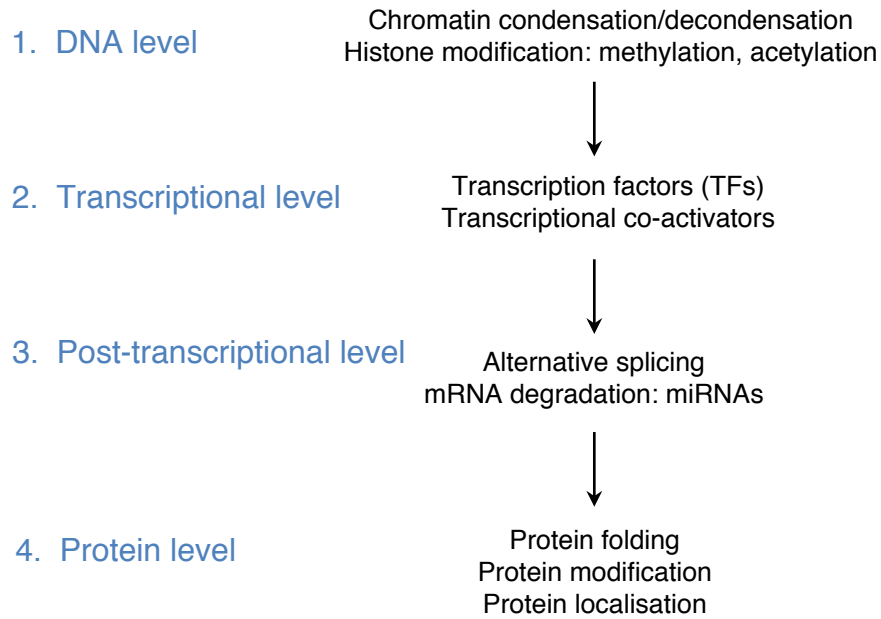 1. DNA level
Chromatin condensation/decondensation
Histone modification: methylation, acetylation
2. Transcriptional level
Transcription factors (TFs)
Transcriptional co-activators
3. Post-transcriptional level
Alternative splicing
mRNA degradation: miRNAs
4. Protein level
Protein folding
Protein modification
Protein localisation